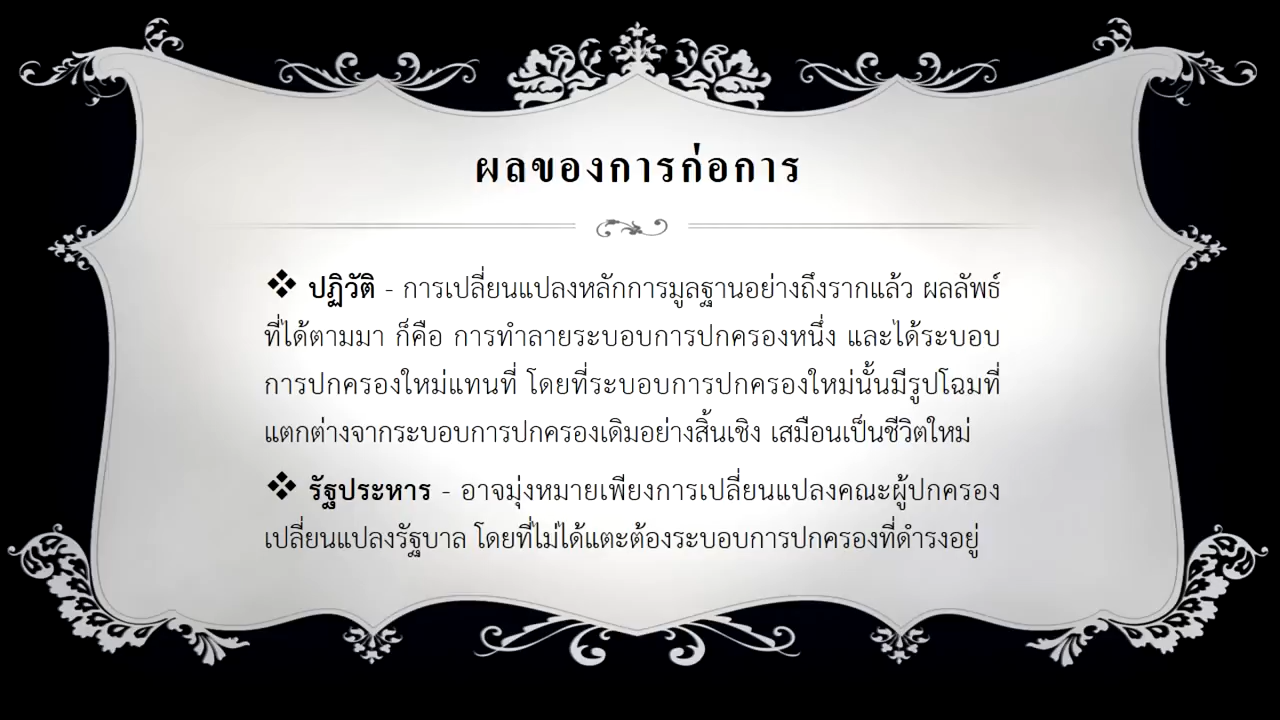 ผลของการก่อการ
❖ ปฏิวัติ - การเปลี่ยนแปลงหลักการมูลฐานอย่างถึงรากแล้ว ผลลัพธ์
ที่ได้ตามมา ก็คือ การทำลายระบอบการปกครองหนึ่ง และได้ระบอบ
การปกครองใหม่แทนที่ โดยที่ระบอบการปกครองใหม่นั้นมีรูปโฉมที่
แตกต่างจากระบอบการปกครองเดิมอย่างสิ้นเชิง เสมือนเป็นชีวิตใหม่
❖ รัฐประหาร - อาจมุ่งหมายเพียงการเปลี่ยนแปลงคณะผู้ปกครอง
เปลี่ยนแปลงรัฐบาล โดยที่ไม่ได้แตะต้องระบอบการปกครองที่ดำรงอยู่